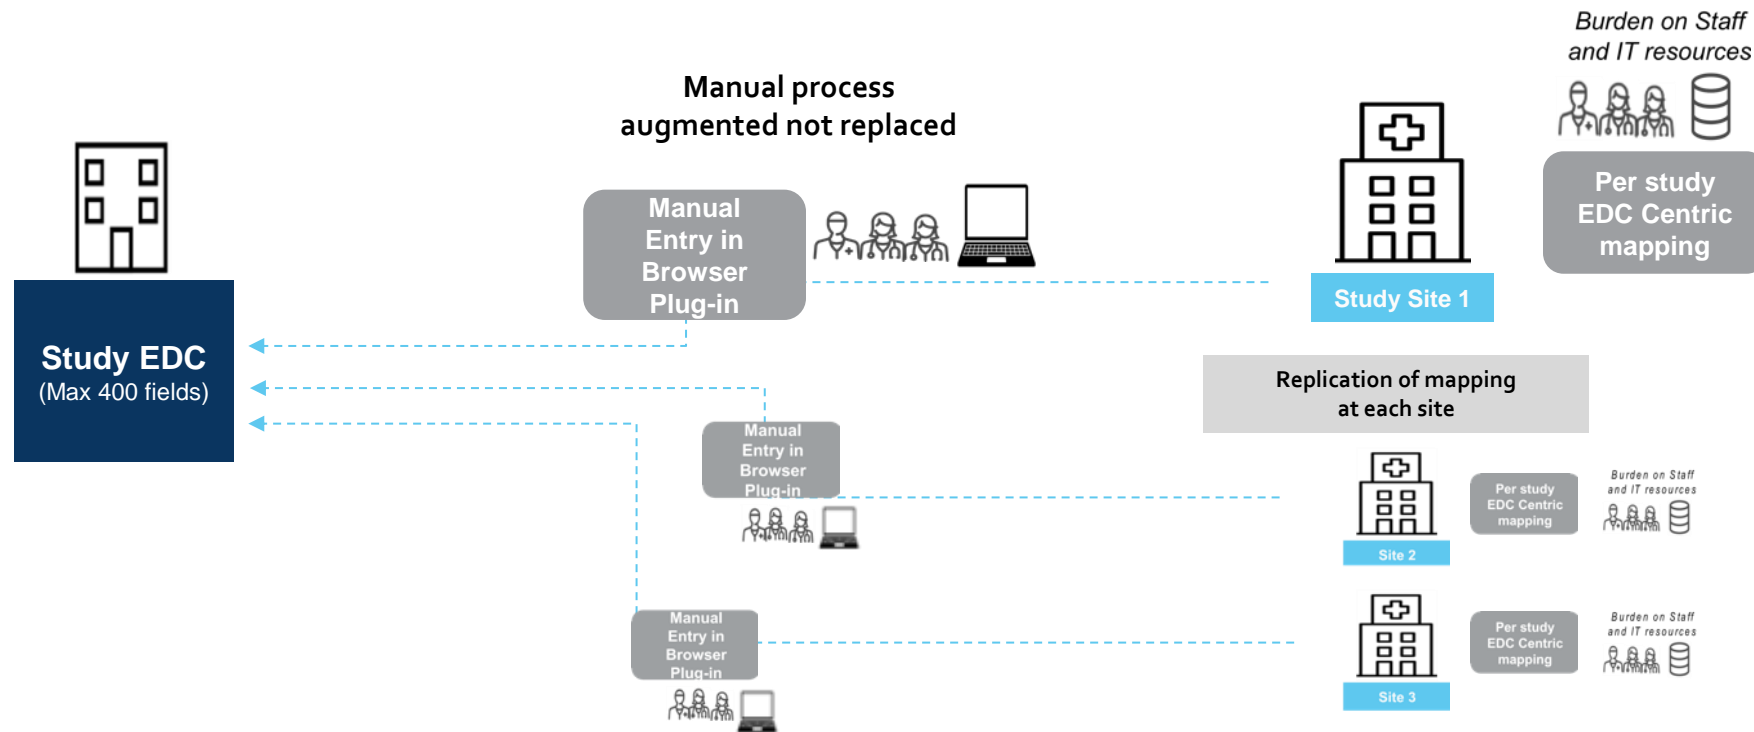 Burden on Staff
and IT resources
Manual process
augmented not replaced
Manual
Entry in
Browser
Plug-in
Per study
EDC Centric
mapping
Study Site 1
Study EDC
(Max 400 fields)
Replication of mapping
at each site
Manual
Entry in
Browser
Plug-in
Per study
EDC Centric
mapping
Burden on Staff
and IT resources
Site 2
Manual
Entry in
Browser
Plug-in
Per study
EDC Centric
mapping
Burden on Staff
and IT resources
Site 3